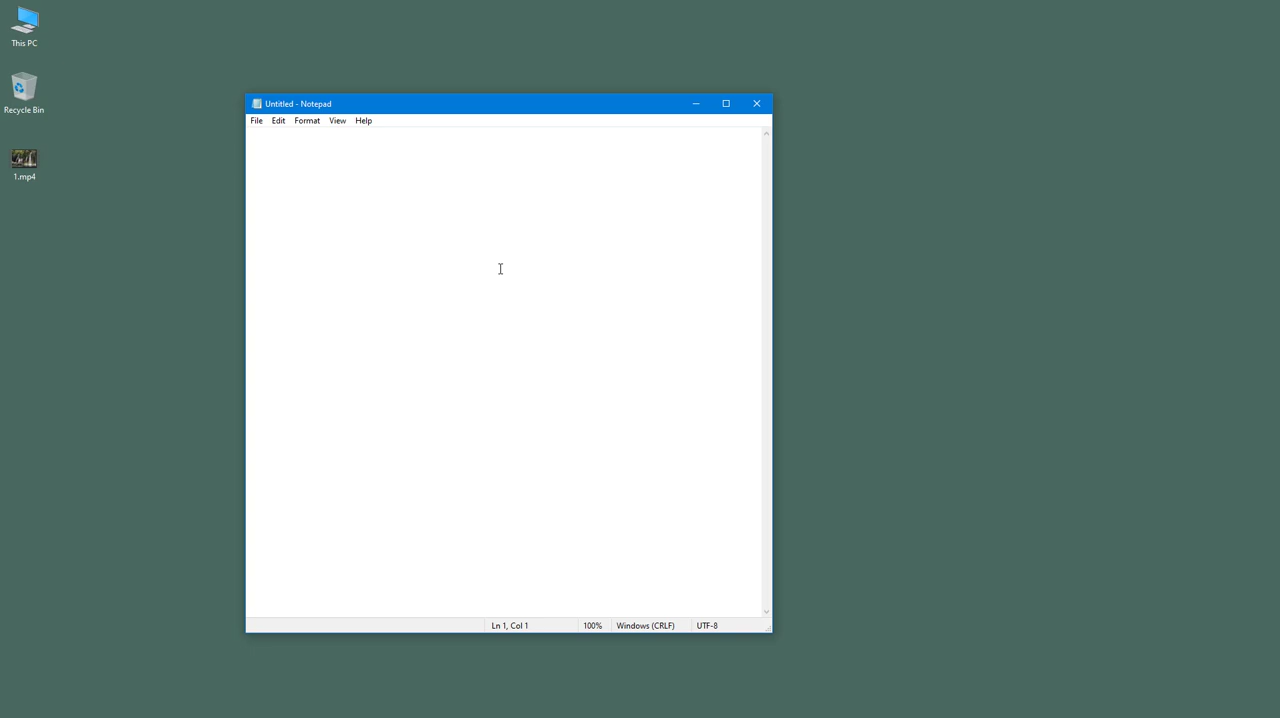 This PC
Recycle Bin
1.mp4
Untitled - Notepad
File Edit Format View Help
Ln 1, Col 1 100% Windows (CRLF) UTF-8